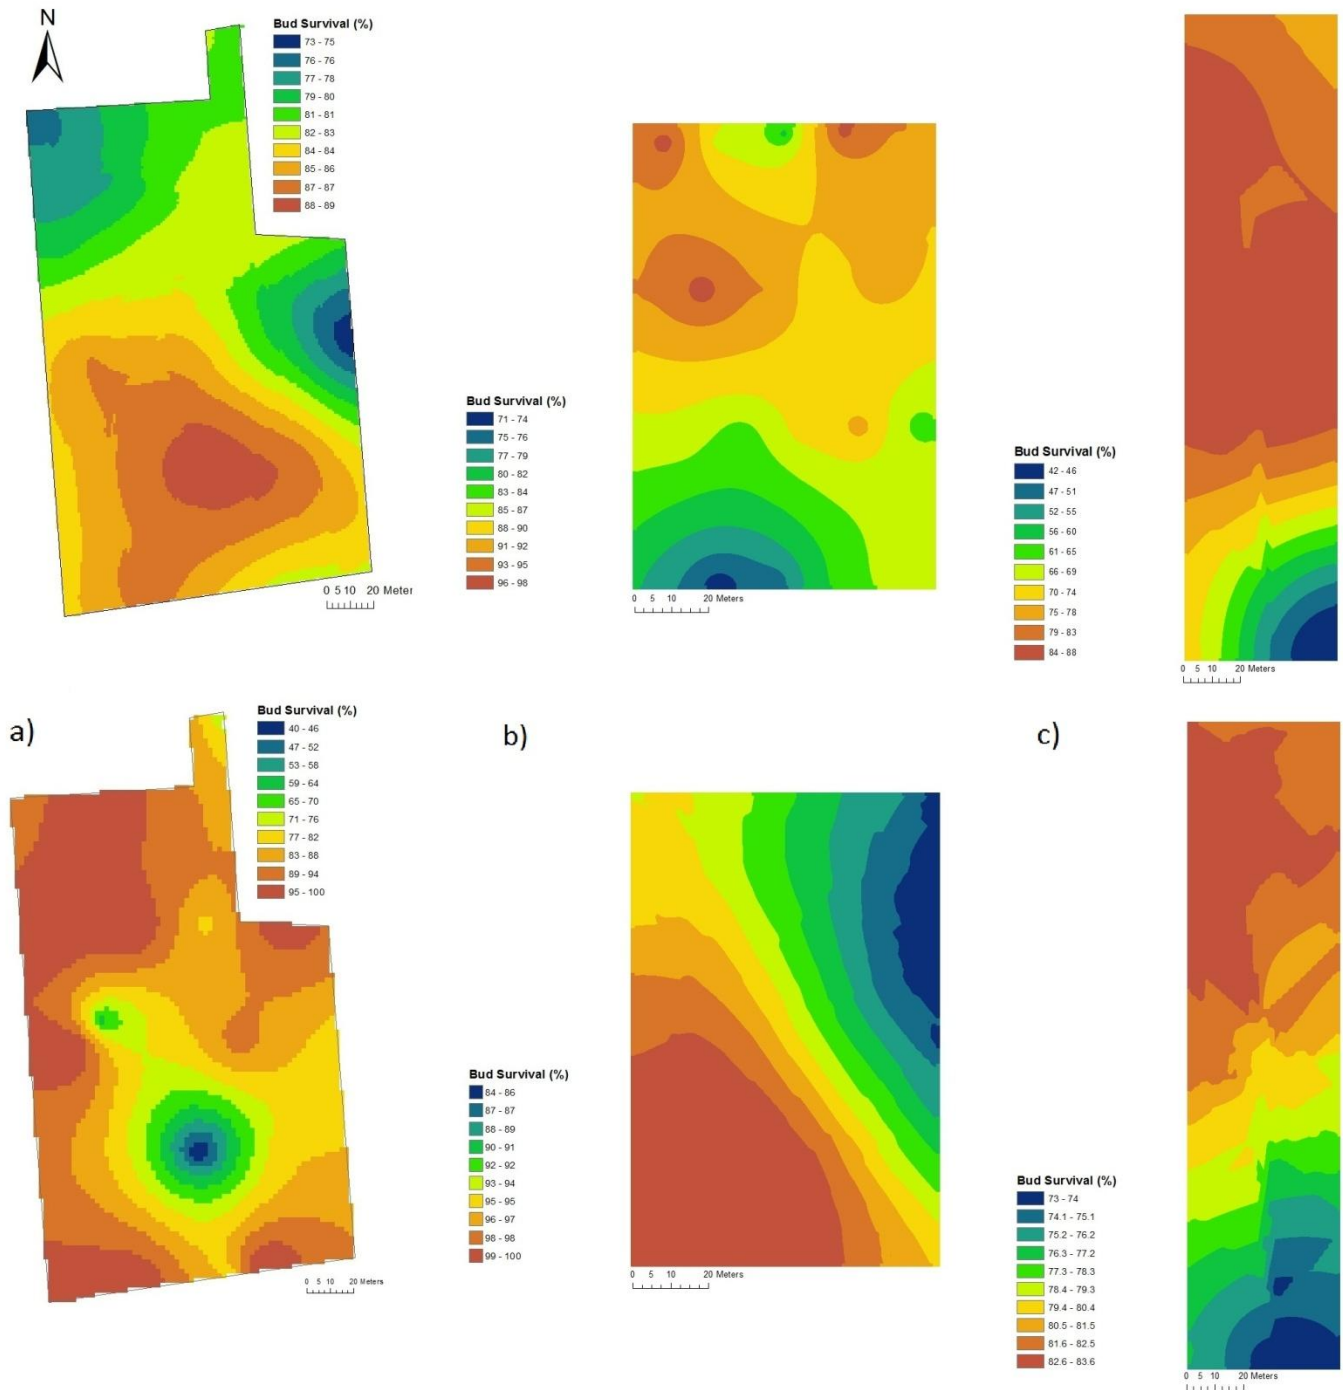 N
Bud Survival (%)
73 - 75
76 - 76
77 - 78
79 - 80
81 - 81
82 - 83
84 - 84
85 - 86
87 - 87
88 - 89
0 5 10 20 Meter
Bud Survival (%)
71 - 74
75 - 76
77 - 79
80 - 82
83 - 84
85 - 87
88 - 90
91 - 92
93 - 95
96 - 98
0 5 10 20 Meters
Bud Survival (%)
42 - 46
47 - 51
52 - 55
56 - 60
61 - 65
66 - 69
70 - 74
75 - 78
79 - 83
84 - 88
0 5 10 20 Meters
a)
Bud Survival (%)
40 - 46
47 - 52
53 - 58
59 - 64
65 - 70
71 - 76
77 - 82
83 - 88
89 - 94
95 - 100
0 5 10 20 Meters
b)
Bud Survival (%)
84 - 86
87 - 87
88 - 89
90 - 91
92 - 92
93 - 94
95 - 95
96 - 97
98 - 98
99 - 100
0 5 10 20 Meters
c)
Bud Survival (%)
73 - 74
74.1 - 75.1
75.2 - 76.2
76.3 - 77.2
77.3 - 78.3
78.4 - 79.3
79.4 - 80.4
80.5 - 81.5
81.6 - 82.5
82.6 - 83.6
0 5 10 20 Meters